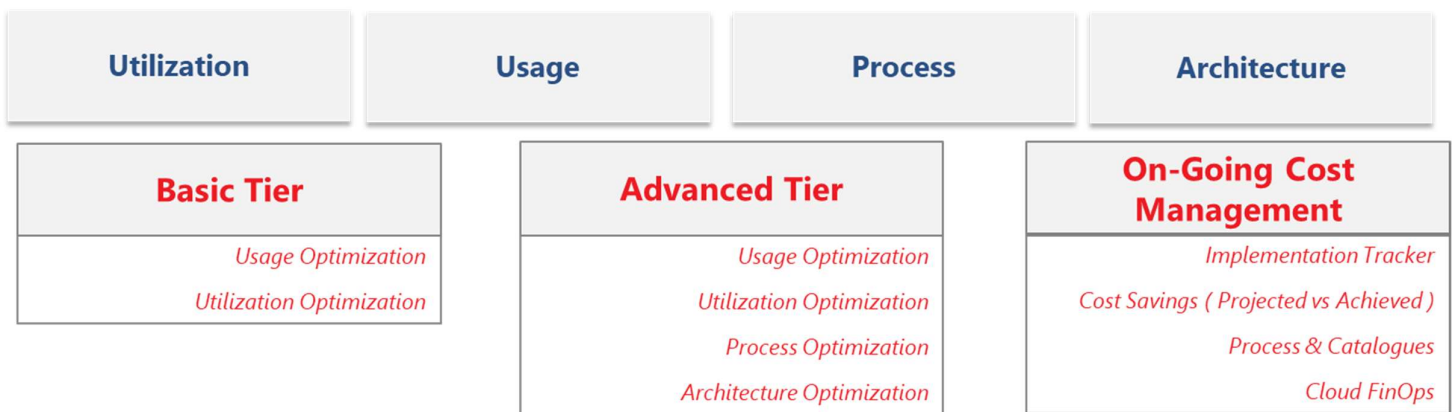 Utilization
Usage
Process
Architecture
Basic Tier
Usage Optimization
Utilization Optimization
Advanced Tier
Usage Optimization
Utilization Optimization
Process Optimization
Architecture Optimization
On-Going Cost
Management
Implementation Tracker
Cost Savings ( Projected vs Achieved )
Process & Catalogues
Cloud FinOps